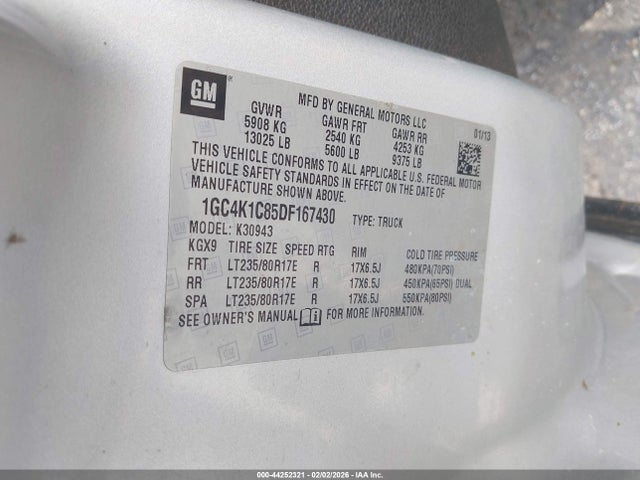 GM
MFD BY GENERAL MOTORS LLC
01/13
GVWR GAWR FRT GAWR RR
5908 KG 2540 KG 4253 KG
13025 LB 5600 LB 9375 LB
THIS VEHICLE CONFORMS TO ALL APPLICABLE U.S. FEDERAL MOTOR
VEHICLE SAFETY STANDARDS IN EFFECT ON THE DATE OF
MANUFACTURE SHOWN ABOVE.
1GC4K1C85DF167430 TYPE: TRUCK
MODEL: K30943
KGX9 TIRE SIZE SPEED RTG RIM COLD TIRE PRESSURE
FRT LT235/80R17E R 17X6.5J 480KPA(70PSI)
RR LT235/80R17E R 17X6.5J 450KPA(65PSI) DUAL
SPA LT235/80R17E R 17X6.5J 550KPA(80PSI)
SEE OWNER'S MANUAL FOR MORE INFORMATION.
000-44252321 - 02/02/2026 - IAAI.COM